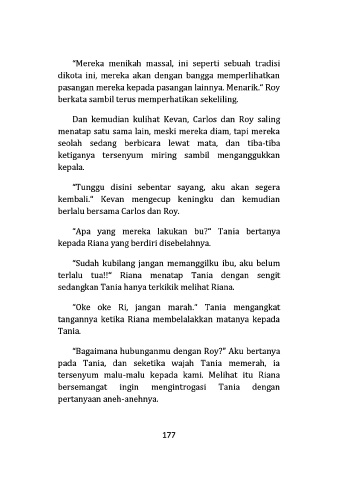 "Mereka menikah massal, ini seperti sebuah tradisi
dikota ini, mereka akan dengan bangga memperlihatkan
pasangan mereka kepada pasangan lainnya. Menarik." Roy
berkata sambil terus memperhatikan sekeliling.
Dan kemudian kulihat Kevan, Carlos dan Roy saling
menatap satu sama lain, meski mereka diam, tapi mereka
seolah sedang berbicara lewat mata, dan tiba-tiba
ketiganya tersenyum miring sambil menganggukkan
kepala.
"Tunggu disini sebentar sayang, aku akan segera
kembali." Kevan mengecup keningku dan kemudian
berlalu bersama Carlos dan Roy.
"Apa yang mereka lakukan bu?" Tania bertanya
kepada Riana yang berdiri disebelahnya.
"Sudah kubilang jangan memanggilku ibu, aku belum
terlalu tua!!" Riana menatap Tania dengan sengit
sedangkan Tania hanya terkikik melihat Riana.
"Oke oke Ri, jangan marah." Tania mengangkat
tangannya ketika Riana membelalakkan matanya kepada
Tania.
"Bagaimana hubunganmu dengan Roy?" Aku bertanya
pada Tania, dan seketika wajah Tania memerah, ia
tersenyum malu-malu kepada kami. Melihat itu Riana
bersemangat ingin mengintrogasi Tania dengan
pertanyaan aneh-anehnya.
177